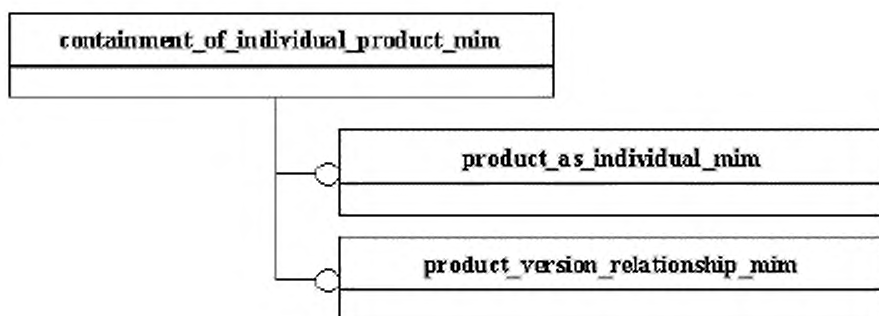 containment_of_individual_product_mim
product_as_individual_mim
product_version_relationship_mim